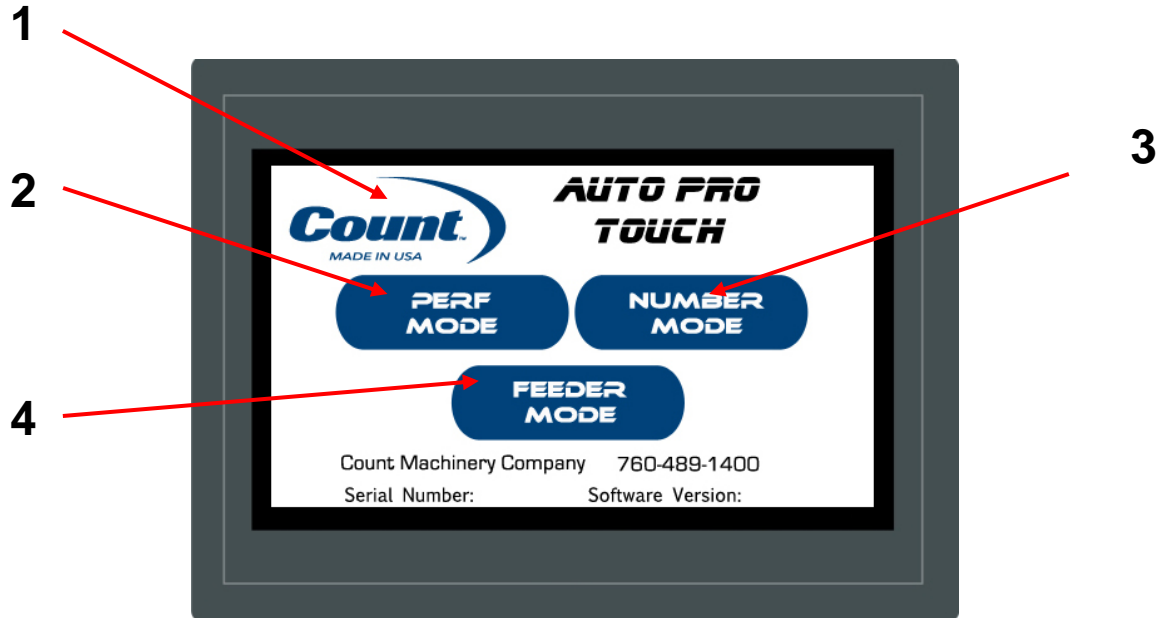 1
2
3
4
Count™
MADE IN USA
AUTO PRO
TOUCH
PERF
MODE
NUMBER
MODE
FEEDER
MODE
Count Machinery Company 760-489-1400
Serial Number: Software Version: